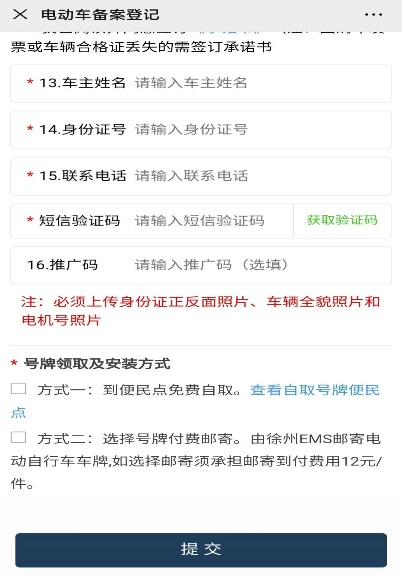 电动车备案登记
票或车辆合格证丢失的需签订承诺书
* 13.车主姓名 请输入车主姓名
* 14.身份证号 请输入身份证号
* 15.联系电话 请输入联系电话
* 短信验证码 请输入短信验证码 获取验证码
16.推广码 请输入推广码（选填）
注：必须上传身份证正反面照片、车辆全貌照片和
电机号照片
* 号牌领取及安装方式
方式一：到便民点免费自取。查看自取号牌便民
点
方式二：选择号牌付费邮寄。由徐州EMS邮寄电
动自行车车牌,如选择邮寄须承担邮寄到付费用12元/
件。
提交